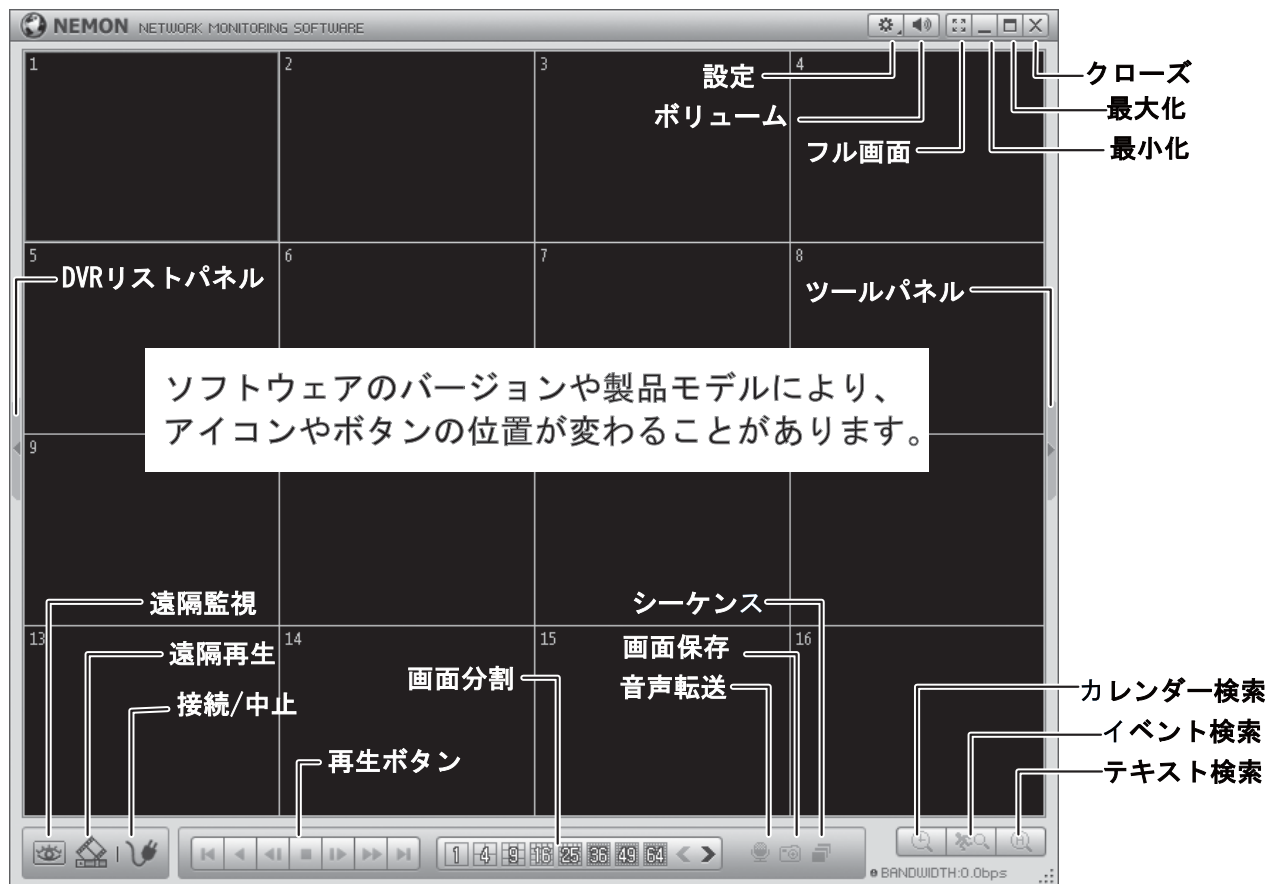 NEMON NETWORK MONITORING SOFTWARE
1
2
3
4
設定
クローズ
ボリューム
最大化
フル画面
最小化
5
6
7
8
DVRリストパネル
ツールパネル
ソフトウェアのバージョンや製品モデルにより、
アイコンやボタンの位置が変わることがあります。
9
遠隔監視
シーケンス
13
14
15
16
遠隔再生
画面保存
画面分割
音声転送
カレンダー検索
接続/中止
イベント検索
再生ボタン
テキスト検索
1 4 9 16 25 36 49 64
H
BANDWIDTH:0.0bps